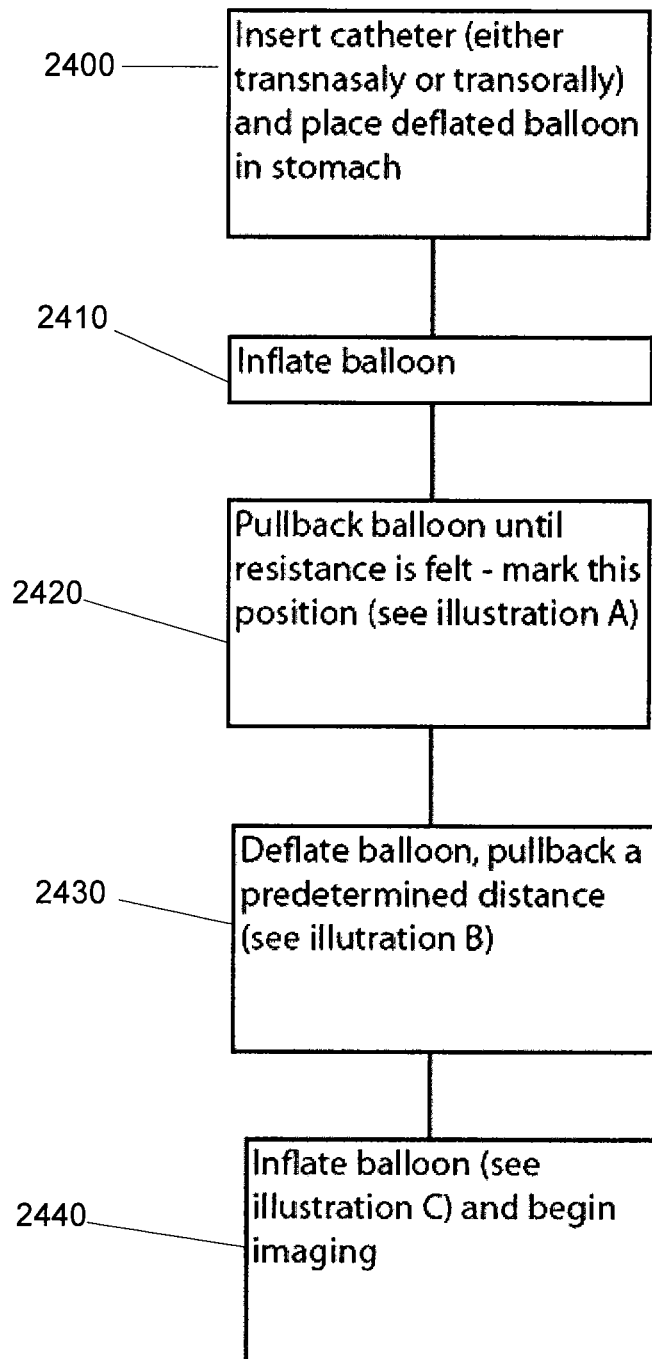 2400
Insert catheter (either
transnasaly or transorally)
and place deflated balloon
in stomach
2410
Inflate balloon
2420
Pullback balloon until
resistance is felt - mark this
position (see illustration A)
2430
Deflate balloon, pullback a
predetermined distance
(see illutration B)
2440
Inflate balloon (see
illustration C) and begin
imaging